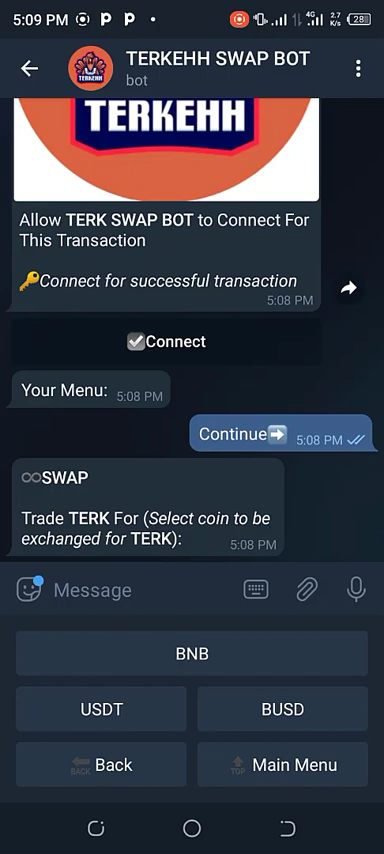 5:09 PM
4G
2.7
K/s
28
TERKEHH SWAP BOT
bot
TERKEHH
TERKEHH
Allow TERK SWAP BOT to Connect For
This Transaction
🔑Connect for successful transaction
5:08 PM
☑Connect
Your Menu: 5:08 PM
Continue➡ 5:08 PM
∞SWAP
Trade TERK For (Select coin to be
exchanged for TERK):
5:08 PM
Message
BNB
USDT
BUSD
BACK Back
TOP Main Menu